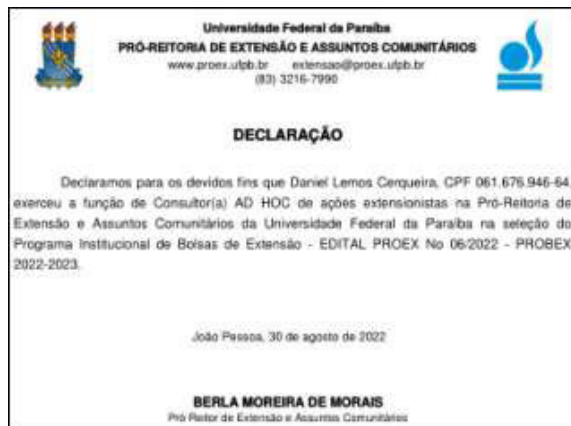 Universidade Federal da Paraíba
PRÓ-REITORIA DE EXTENSÃO E ASSUNTOS COMUNITÁRIOS
www.proex.ufpb.br extensao@proex.ufpb.br
(83) 3216-7990
DECLARAÇÃO
Declaramos para os devidos fins que Daniel Lemos Cerqueira, CPF 061.676.946-64,
exerceu a função de Consultor(a) AD HOC de ações extensionistas na Pró-Reitoria de
Extensão e Assuntos Comunitários da Universidade Federal da Paraíba na seleção do
Programa Institucional de Bolsas de Extensão - EDITAL PROEX No 06/2022 - PROBEX
2022-2023.
João Pessoa, 30 de agosto de 2022
BERLA MOREIRA DE MORAIS
Pró Reitor de Extensão e Assuntos Comunitários